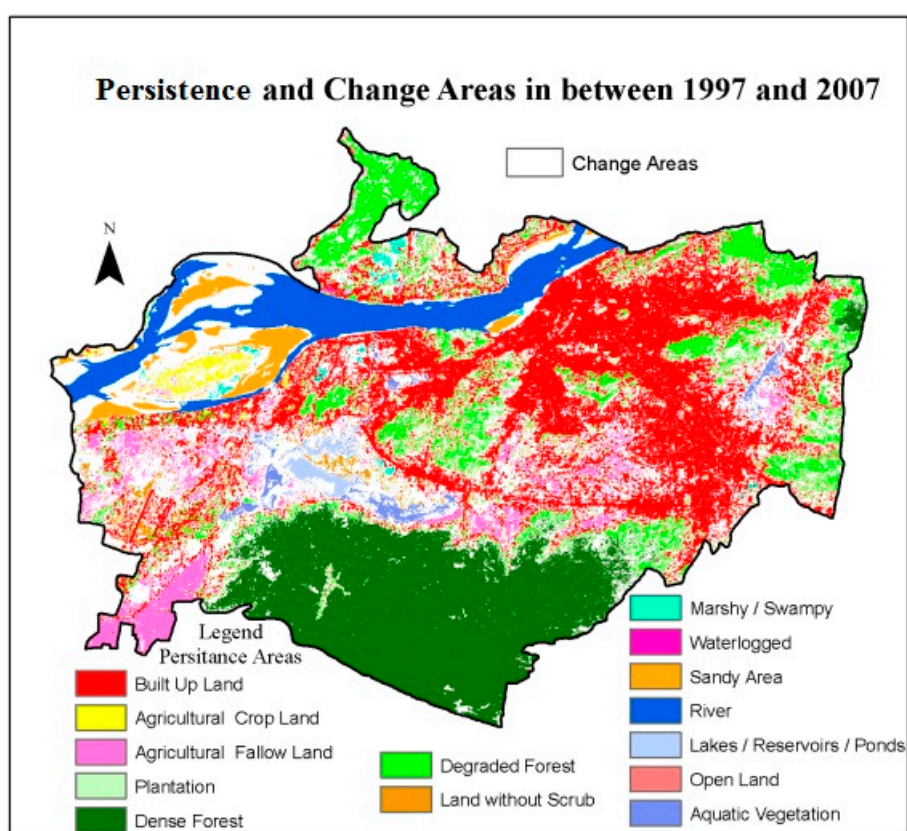 Persistence and Change Areas in between 1997 and 2007
Change Areas
N
Legend
Persitance Areas
Built Up Land
Agricultural Crop Land
Agricultural Fallow Land
Plantation
Dense Forest
Degraded Forest
Land without Scrub
Marshy / Swampy
Waterlogged
Sandy Area
River
Lakes / Reservoirs / Ponds
Open Land
Aquatic Vegetation